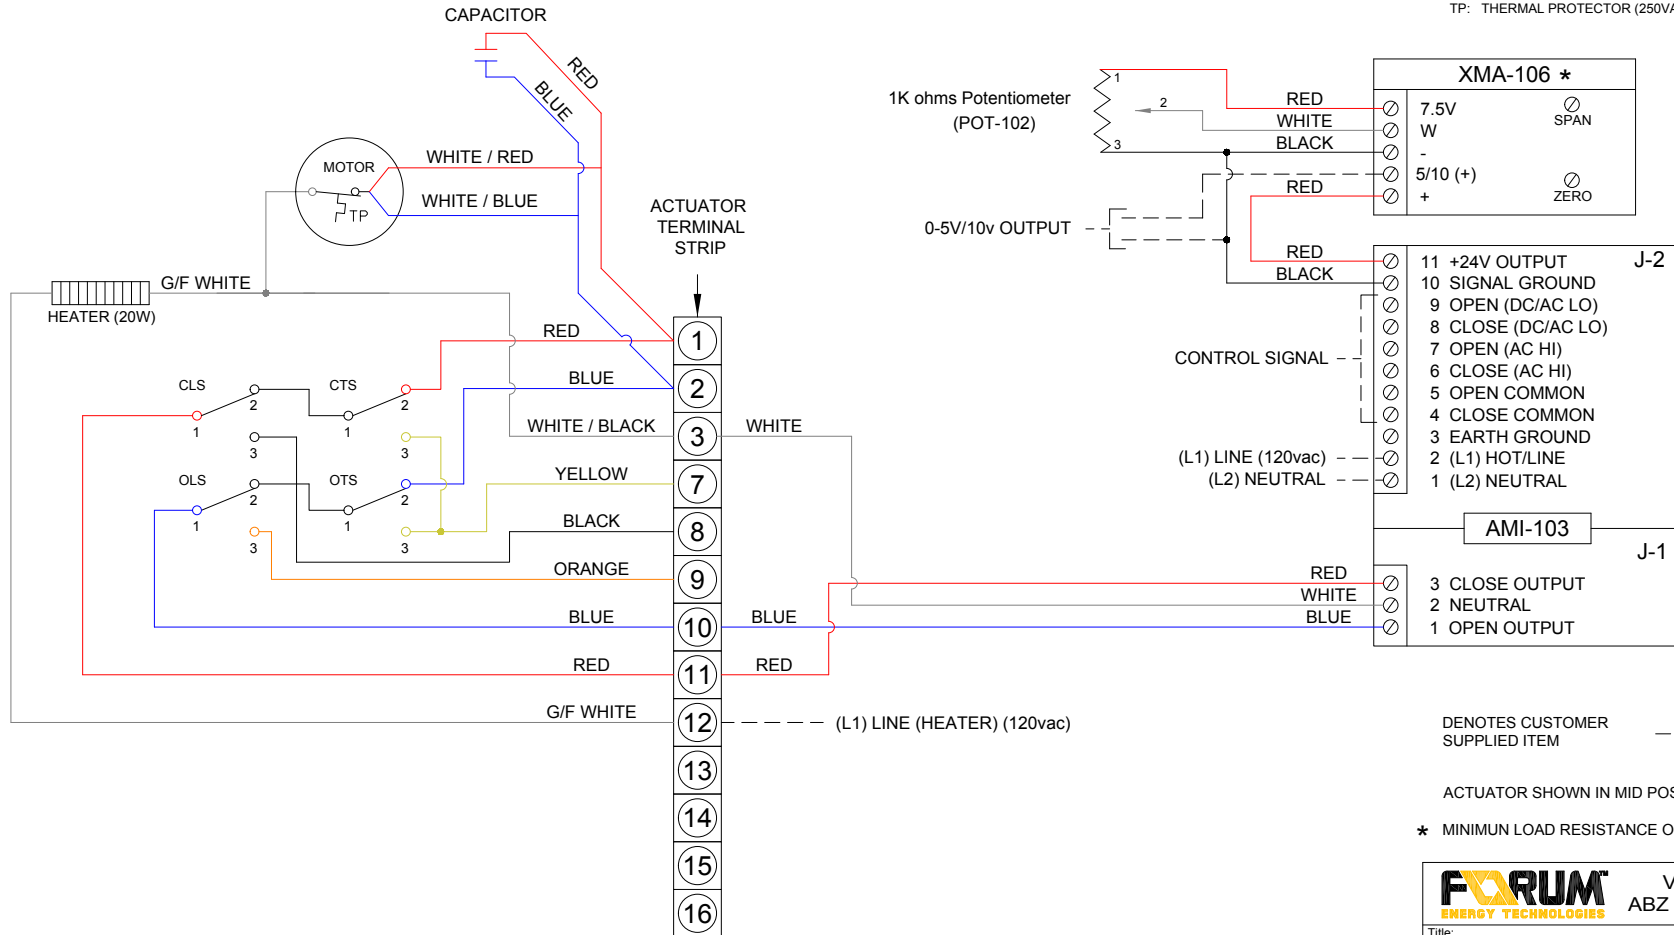 TP: THERMAL PROTECTOR (250VA
CAPACITOR
RED
BLUE
MOTOR
TP
WHITE / RED
WHITE / BLUE
ACTUATOR
TERMINAL
STRIP
G/F WHITE
HEATER (20W)
RED
BLUE
WHITE / BLACK
YELLOW
BLACK
ORANGE
BLUE
RED
G/F WHITE
CLS
2
1
3
CTS
2
1
3
OLS
2
1
3
OTS
2
1
3
1
2
3
7
8
9
10
11
12
13
14
15
16
WHITE
BLUE
RED
(L1) LINE (HEATER) (120vac)
1K ohms Potentiometer
(POT-102)
1
2
3
RED
WHITE
BLACK
RED
0-5V/10v OUTPUT
RED
BLACK
XMA-106 *
7.5V
W
-
5/10 (+)
+
SPAN
ZERO
J-2
11 +24V OUTPUT
10 SIGNAL GROUND
9 OPEN (DC/AC LO)
8 CLOSE (DC/AC LO)
7 OPEN (AC HI)
6 CLOSE (AC HI)
5 OPEN COMMON
4 CLOSE COMMON
3 EARTH GROUND
2 (L1) HOT/LINE
1 (L2) NEUTRAL
CONTROL SIGNAL
(L1) LINE (120vac)
(L2) NEUTRAL
AMI-103
J-1
RED
WHITE
BLUE
3 CLOSE OUTPUT
2 NEUTRAL
1 OPEN OUTPUT
DENOTES CUSTOMER
SUPPLIED ITEM
ACTUATOR SHOWN IN MID POS
* MINIMUN LOAD RESISTANCE O
FORUM™
ENERGY TECHNOLOGIES
V
ABZ
Title: